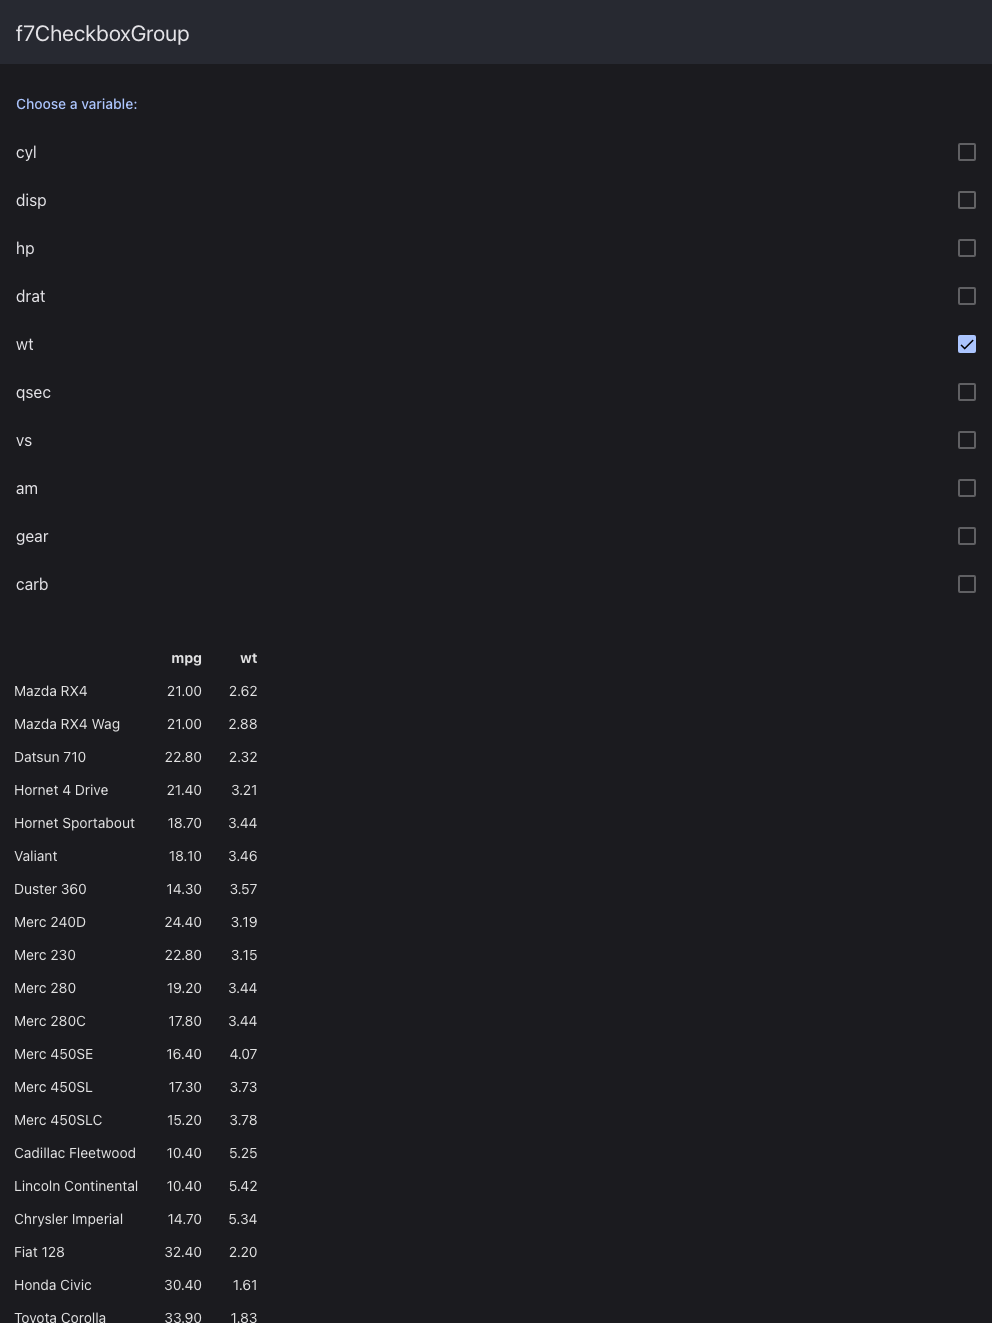 f7CheckboxGroup
Choose a variable:
cyl
disp
hp
drat
wt
qsec
vs
am
gear
carb
mpg wt
Mazda RX4 21.00 2.62
Mazda RX4 Wag 21.00 2.88
Datsun 710 22.80 2.32
Hornet 4 Drive 21.40 3.21
Hornet Sportabout 18.70 3.44
Valiant 18.10 3.46
Duster 360 14.30 3.57
Merc 240D 24.40 3.19
Merc 230 22.80 3.15
Merc 280 19.20 3.44
Merc 280C 17.80 3.44
Merc 450SE 16.40 4.07
Merc 450SL 17.30 3.73
Merc 450SLC 15.20 3.78
Cadillac Fleetwood 10.40 5.25
Lincoln Continental 10.40 5.42
Chrysler Imperial 14.70 5.34
Fiat 128 32.40 2.20
Honda Civic 30.40 1.61
Toyota Corolla 33.90 1.83